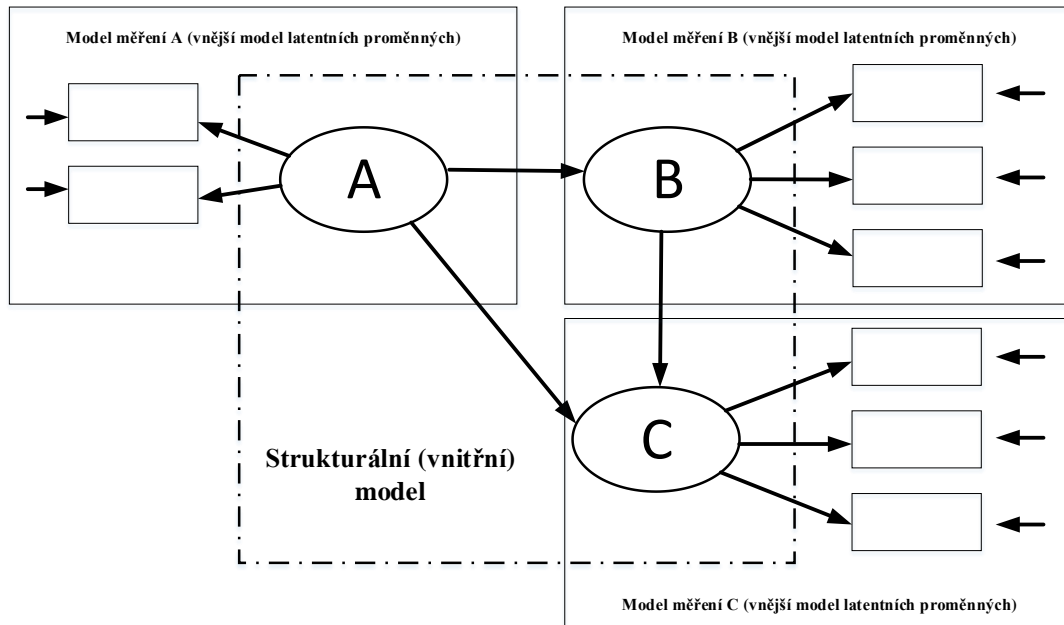 Model měření A (vnější model latentních proměnných)
Model měření B (vnější model latentních proměnných)
A
B
C
Strukturální (vnitřní)
model
Model měření C (vnější model latentních proměnných)